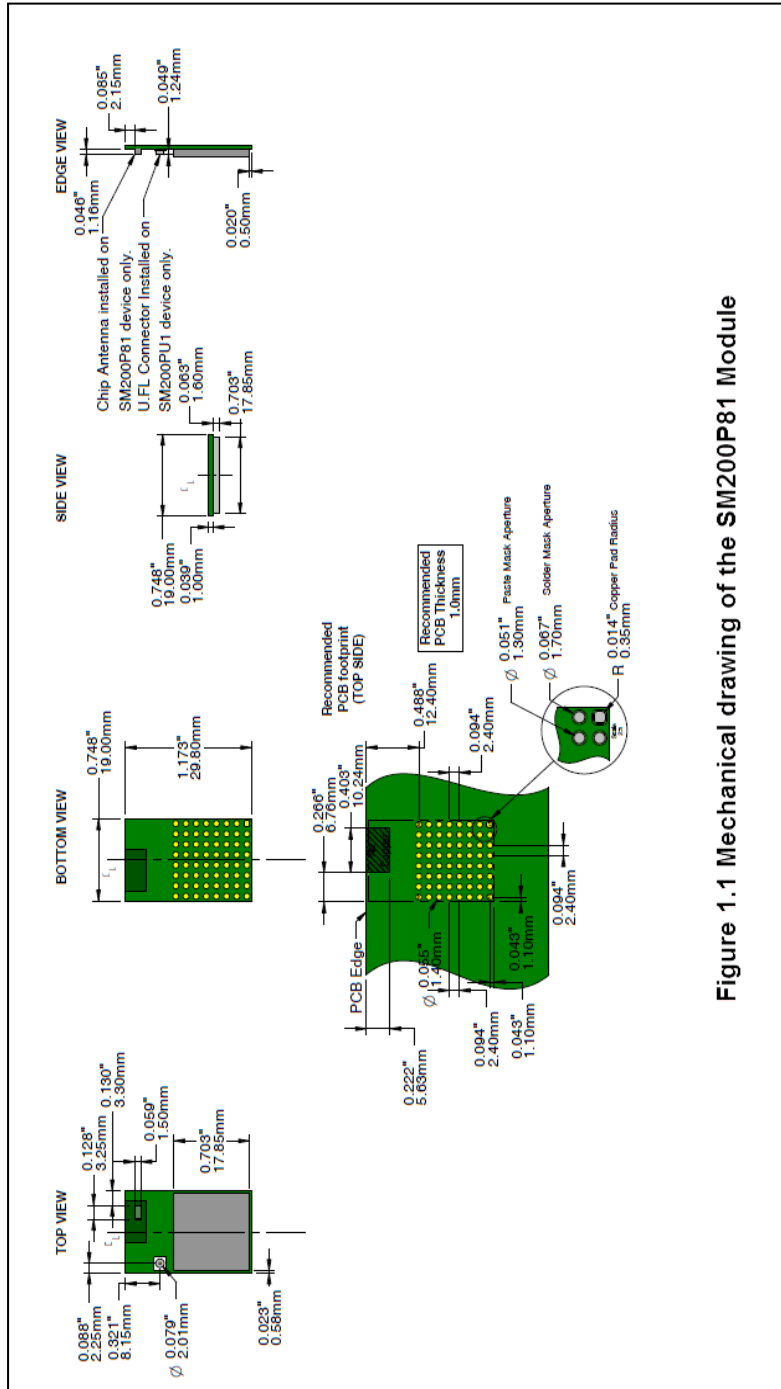 TOP VIEW
0.088"
2.25mm
0.321"
8.15mm
Ø 0.079"
2.01mm
0.023"
0.58mm
0.128"
3.25mm
0.130"
3.30mm
0.059"
1.50mm
0.703"
17.85mm
BOTTOM VIEW
0.748"
19.00mm
1.173"
29.80mm
SIDE VIEW
0.748"
19.00mm
0.039"
1.00mm
0.063"
1.60mm
0.703"
17.85mm
EDGE VIEW
0.046"
1.16mm
0.085"
2.15mm
Chip Antenna installed on
SM200P81 device only.
U.FL Connector Installed on
SM200PU1 device only.
0.049"
1.24mm
0.020"
0.50mm
Recommended
PCB footprint
(TOP SIDE)
PCB Edge
0.266"
6.76mm
0.403"
10.24mm
0.488"
12.40mm
0.094"
2.40mm
0.222"
5.63mm
Ø 0.055"
1.40mm
0.094"
2.40mm
0.043"
1.10mm
0.043"
1.10mm
0.094"
2.40mm
Recommended
PCB Thickness
1.0mm
Ø 0.051" Paste Mask Aperture
1.30mm
Ø 0.067" Solder Mask Aperture
1.70mm
R 0.014" Copper Pad Radius
0.35mm
Scale
Figure 1.1 Mechanical drawing of the SM200P81 Module